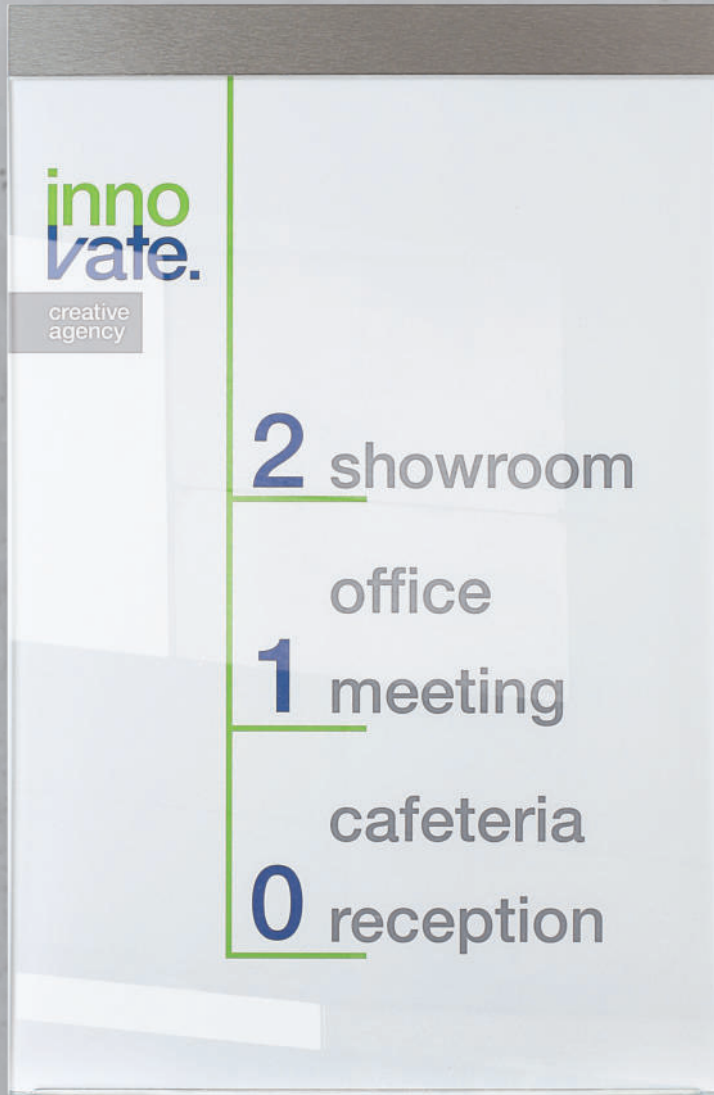 inno
vate.
creative
agency
2 showroom
office
1 meeting
cafeteria
0 reception